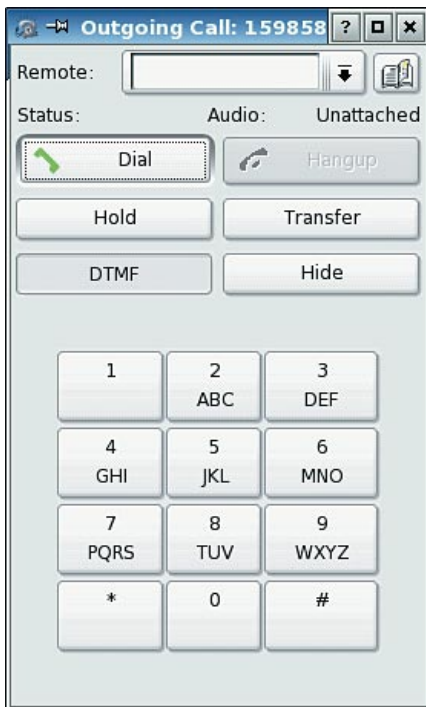 Outgoing Call: 159858 ?
Remote:
Status: Audio: Unattached
Dial Hangup
Hold Transfer
DTMF Hide
1 2 3
ABC DEF
4 5 6
GHI JKL MNO
7 8 9
PQRS TUV WXYZ
* 0 #